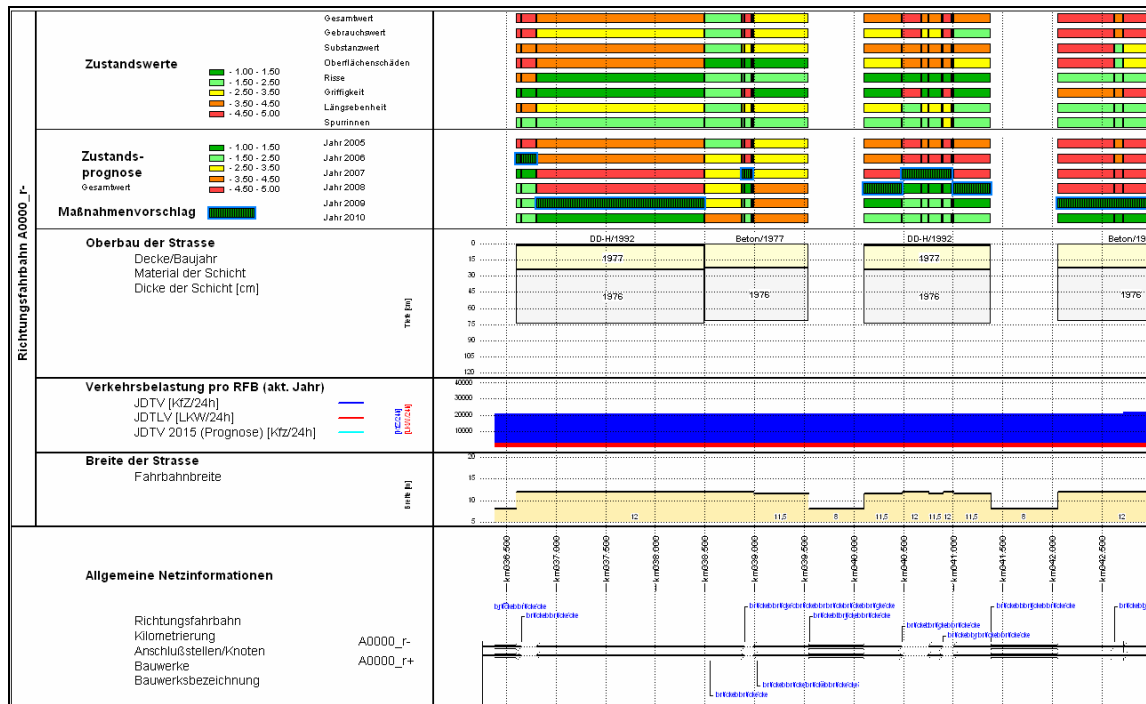 Richtungsfahrbahn A0000_r-
Zustandswerte
- 1.00 - 1.50
- 1.50 - 2.50
- 2.50 - 3.50
- 3.50 - 4.50
- 4.50 - 5.00
Gesamtwert
Gebrauchswert
Substanzwert
Oberflächenschäden
Risse
Griffigkeit
Längsebenheit
Spurrinnen
Zustands-
prognose
Gesamtwert
- 1.00 - 1.50
- 1.50 - 2.50
- 2.50 - 3.50
- 3.50 - 4.50
- 4.50 - 5.00
Maßnahmenvorschlag
Jahr 2005
Jahr 2006
Jahr 2007
Jahr 2008
Jahr 2009
Jahr 2010
Oberbau der Strasse
Decke/Baujahr
Material der Schicht
Dicke der Schicht [cm]
Tiefe [cm]
0
15
30
45
60
75
90
105
120
DD-H/1992
Beton/1977
DD-H/1992
Beton/19
1977
1977
1976
1976
1976
1976
Verkehrsbelastung pro RFB (akt. Jahr)
JDTV [KfZ/24h]
JDTLV [LKW/24h]
JDTV 2015 (Prognose) [Kfz/24h]
40000
30000
20000
10000
Breite der Strasse
Fahrbahnbreite
Breite [m]
20
15
10
5
12
11,5
8
11,5
12
11,5
12
11,5
8
12
Allgemeine Netzinformationen
km036.500
km037.000
km037.500
km038.000
km038.500
km039.000
km039.500
km040.000
km040.500
km041.000
km041.500
km042.000
km042.500
Richtungsfahrbahn
Kilometrierung
Anschlußstellen/Knoten
Bauwerke
Bauwerksbezeichnung
A0000_r-
A0000_r+